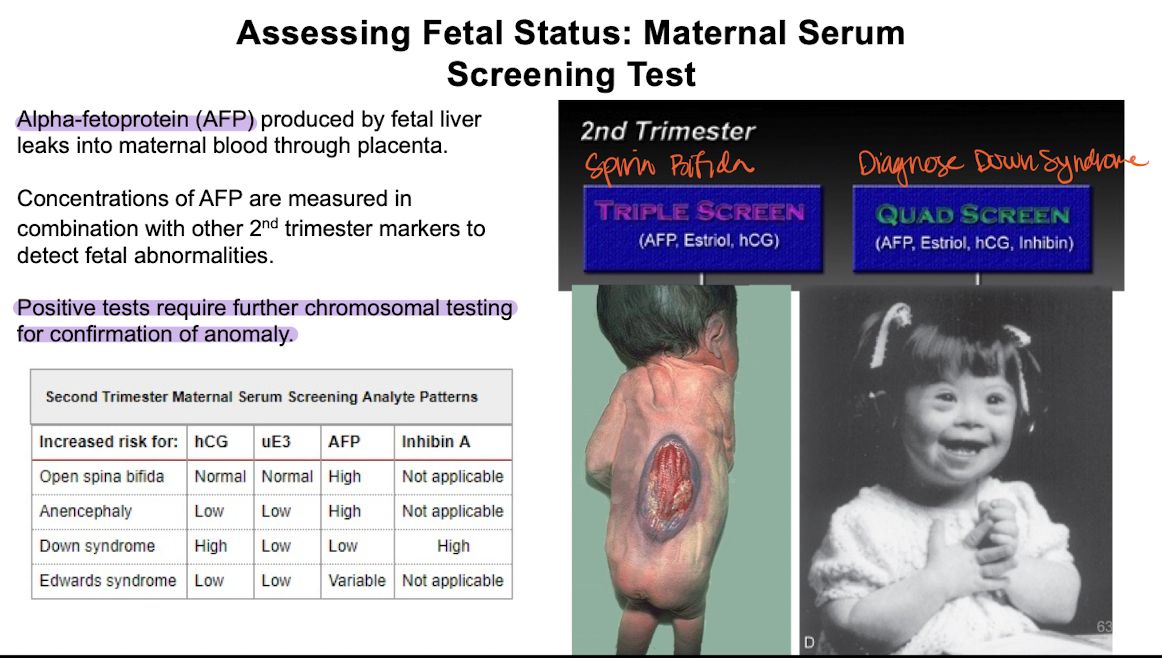 Assessing Fetal Status: Maternal Serum
Screening Test
Alpha-fetoprotein (AFP) produced by fetal liver
leaks into maternal blood through placenta.
Concentrations of AFP are measured in
combination with other 2nd trimester markers to
detect fetal abnormalities.
Positive tests require further chromosomal testing
for confirmation of anomaly.
Second Trimester Maternal Serum Screening Analyte Patterns
Increased risk for: hCG uE3 AFP Inhibin A
Open spina bifida Normal Normal High Not applicable
Anencephaly Low Low High Not applicable
Down syndrome High Low Low High
Edwards syndrome Low Low Variable Not applicable
2nd Trimester
Bifida
Diagnose Down Syndrome
TRIPLE SCREEN
(AFP, Estriol, hCG)
QUAD SCREEN
(AFP, Estriol, hCG, Inhibin)
D
63